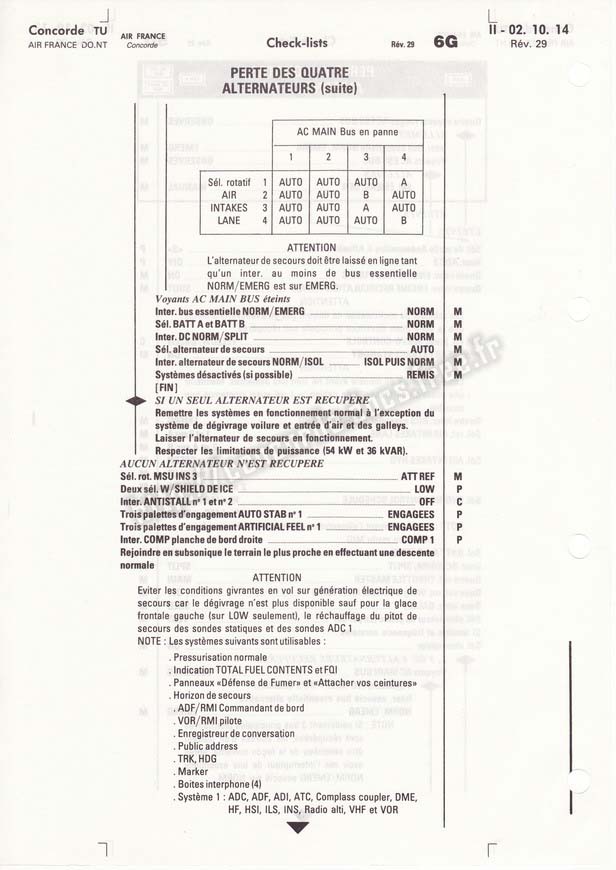 Concorde TU
AIR FRANCE DO.NT
AIR FRANCE
Concorde
Check-lists
Rév. 29
6G
II - 02. 10. 14
Rév. 29
PERTE DES QUATRE
ALTERNATEURS (suite)
AC MAIN Bus en panne
1 2 3 4
Sél. rotatif 1 AUTO AUTO AUTO A
AIR 2 AUTO AUTO B AUTO
INTAKES 3 AUTO AUTO A AUTO
LANE 4 AUTO AUTO AUTO B
ATTENTION
L'alternateur de secours doit être laissé en ligne tant
qu'un inter. au moins de bus essentielle
NORM/EMERG est sur EMERG.
Voyants AC MAIN BUS éteints
Inter. bus essentielle NORM/EMERG NORM M
Sél. BATT A et BATT B NORM M
Inter. DC NORM/SPLIT NORM M
Sél. alternateur de secours AUTO M
Inter. alternateur de secours NORM/ISOL ISOL PUIS NORM M
Systèmes désactivés (si possible) REMIS M
[FIN]
SI UN SEUL ALTERNATEUR EST RECUPERE
Remettre les systèmes en fonctionnement normal à l'exception du
système de dégivrage voilure et entrée d'air et des galleys.
Laisser l'alternateur de secours en fonctionnement.
Respecter les limitations de puissance (54 kW et 36 kVAR).
AUCUN ALTERNATEUR N'EST RECUPERE
Sél. rot. MSU INS 3 ATT REF M
Deux sél. W/SHIELD DE ICE LOW P
Inter. ANTISTALL n° 1 et n° 2 OFF C
Trois palettes d'engagement AUTO STAB n° 1 ENGAGEES P
Trois palettes d'engagement ARTIFICIAL FEEL n° 1 ENGAGEES P
Inter. COMP planche de bord droite COMP 1 P
Rejoindre en subsonique le terrain le plus proche en effectuant une descente
normale
ATTENTION
Eviter les conditions givrantes en vol sur génération électrique de
secours car le dégivrage n'est plus disponible sauf pour la glace
frontale gauche (sur LOW seulement), le réchauffage du pitot de
secours des sondes statiques et des sondes ADC 1
NOTE : Les systèmes suivants sont utilisables :
. Pressurisation normale
. Indication TOTAL FUEL CONTENTS et FQI
. Panneaux «Défense de Fumer» et «Attacher vos ceintures»
. Horizon de secours
. ADF/RMI Commandant de bord
. VOR/RMI pilote
. Enregistreur de conversation
. Public address
. TRK, HDG
. Marker
. Boites interphone (4)
. Système 1 : ADC, ADF, ADI, ATC, Complass coupler, DME,
HF, HSI, ILS, INS, Radio alti, VHF et VOR